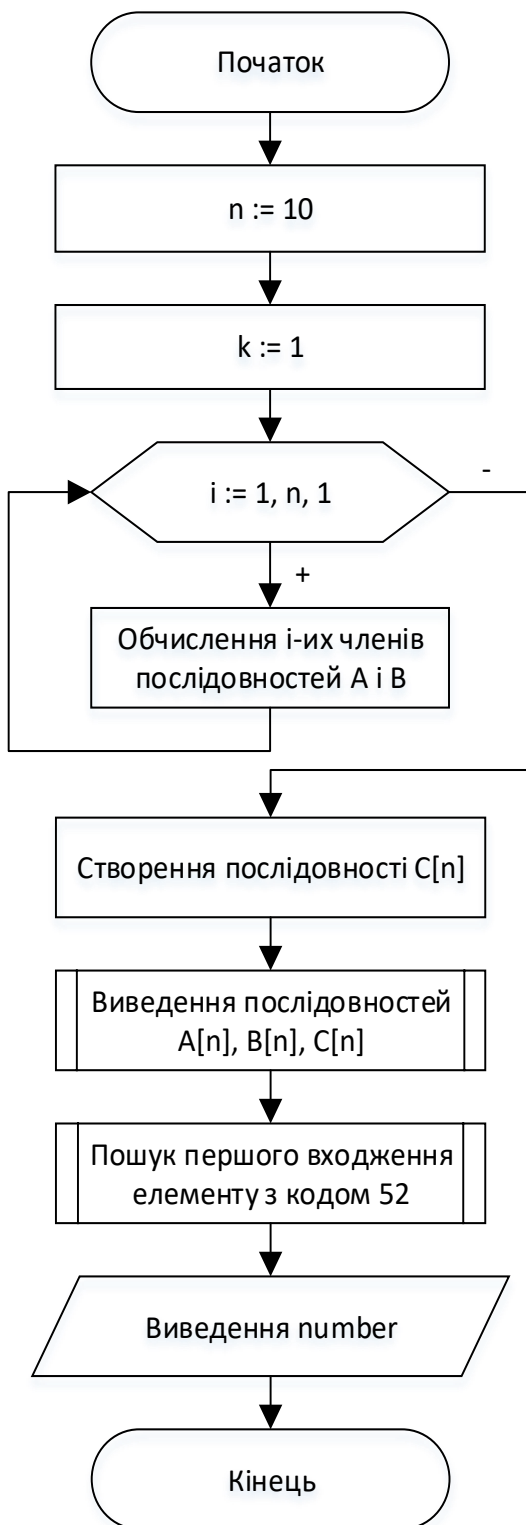 Початок
n := 10
k := 1
i := 1, n, 1
-
+
Обчислення i-их членів
послідовностей A і B
Створення послідовності C[n]
Виведення послідовностей
A[n], B[n], C[n]
Пошук першого входження
елементу з кодом 52
Виведення number
Кінець